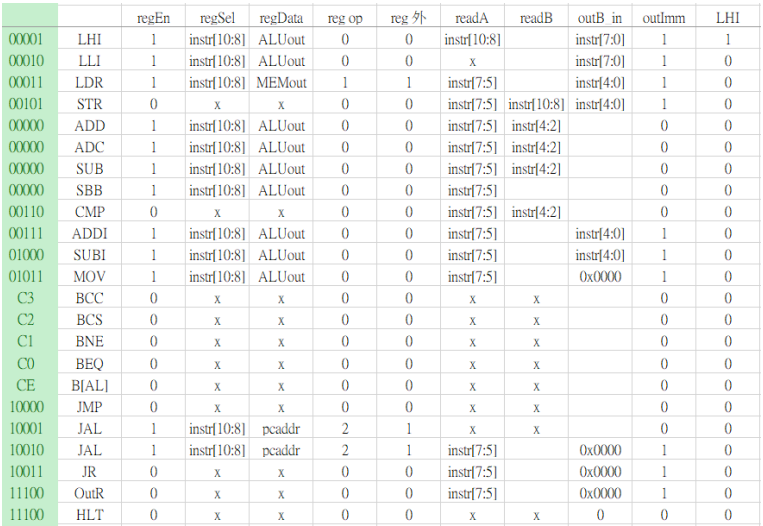 regEn regSel regData reg op reg 外 readA readB outB_in outImm LHI
00001 LHI 1 instr[10:8] ALUout 0 0 instr[10:8] instr[7:0] 1 1
00010 LLI 1 instr[10:8] ALUout 0 0 x instr[7:0] 1 0
00011 LDR 1 instr[10:8] MEMout 1 1 instr[7:5] instr[4:0] 1 0
00101 STR 0 x x 0 0 instr[7:5] instr[10:8] instr[4:0] 1 0
00000 ADD 1 instr[10:8] ALUout 0 0 instr[7:5] instr[4:2] 0 0
00000 ADC 1 instr[10:8] ALUout 0 0 instr[7:5] instr[4:2] 0 0
00000 SUB 1 instr[10:8] ALUout 0 0 instr[7:5] instr[4:2] 0 0
00000 SBB 1 instr[10:8] ALUout 0 0 instr[7:5] 0 0
00110 CMP 0 x x 0 0 instr[7:5] instr[4:2] 0 0
00111 ADDI 1 instr[10:8] ALUout 0 0 instr[7:5] instr[4:0] 1 0
01000 SUBI 1 instr[10:8] ALUout 0 0 instr[7:5] instr[4:0] 1 0
01011 MOV 1 instr[10:8] ALUout 0 0 instr[7:5] 0x0000 1 0
C3 BCC 0 x x 0 0 x x 0 0
C2 BCS 0 x x 0 0 x x 0 0
C1 BNE 0 x x 0 0 x x 0 0
C0 BEQ 0 x x 0 0 x x 0 0
CE B[AL] 0 x x 0 0 x x 0 0
10000 JMP 0 x x 0 0 x x 0 0
10001 JAL 1 instr[10:8] pcaddr 2 1 x x 0 0
10010 JAL 1 instr[10:8] pcaddr 2 1 instr[7:5] 0x0000 1 0
10011 JR 0 x x 0 0 instr[7:5] 0x0000 1 0
11100 OutR 0 x x 0 0 instr[7:5] 0x0000 1 0
11100 HLT 0 x x 0 0 x x 0 0 0